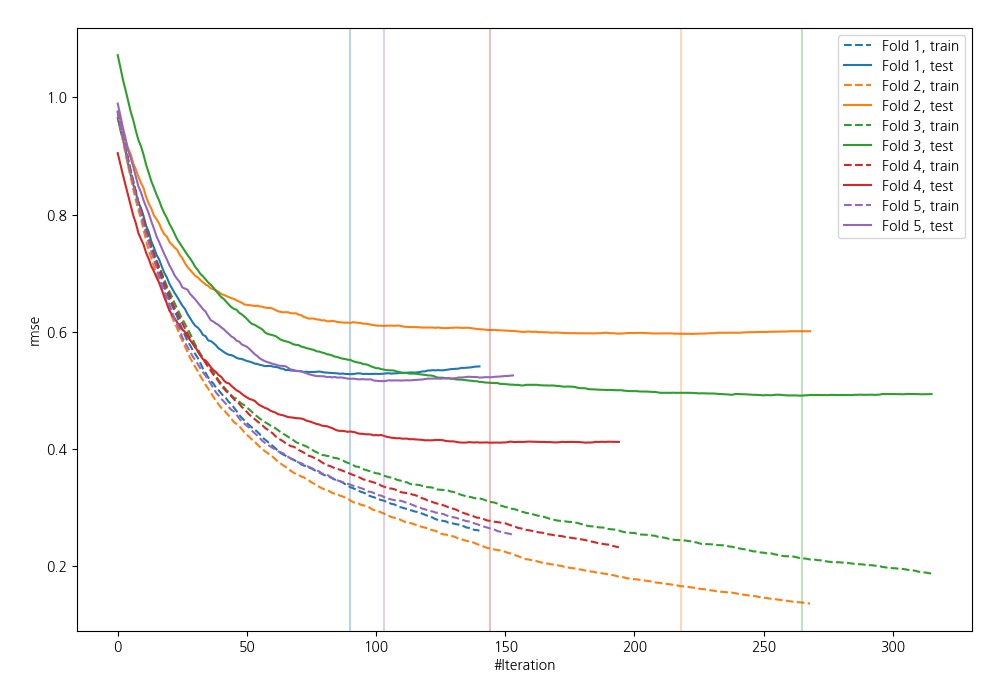 Fold 1, train
Fold 1, test
Fold 2, train
Fold 2, test
Fold 3, train
Fold 3, test
Fold 4, train
Fold 4, test
Fold 5, train
Fold 5, test
1.0
0.8
0.6
0.4
0.2
rmse
0 50 100 150 200 250 300
#Iteration